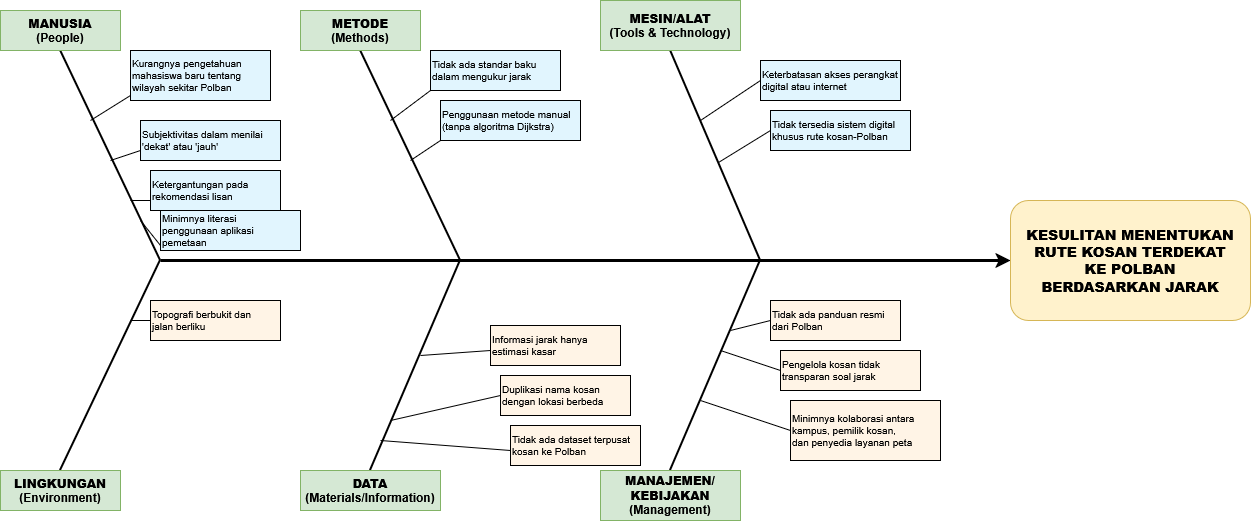 MANUSIA
(People)
Kurangnya pengetahuan
mahasiswa baru tentang
wilayah sekitar Polban
Subjektivitas dalam menilai
'dekat' atau 'jauh'
Ketergantungan pada
rekomendasi lisan
Minimnya literasi
penggunaan aplikasi
pemetaan
METODE
(Methods)
Tidak ada standar baku
dalam mengukur jarak
Penggunaan metode manual
(tanpa algoritma Dijkstra)
MESIN/ALAT
(Tools & Technology)
Keterbatasan akses perangkat
digital atau internet
Tidak tersedia sistem digital
khusus rute kosan-Polban
KESULITAN MENENTUKAN
RUTE KOSAN TERDEKAT
KE POLBAN
BERDASARKAN JARAK
Topografi berbukit dan
jalan berliku
LINGKUNGAN
(Environment)
Informasi jarak hanya
estimasi kasar
Duplikasi nama kosan
dengan lokasi berbeda
Tidak ada dataset terpusat
kosan ke Polban
DATA
(Materials/Information)
Tidak ada panduan resmi
dari Polban
Pengelola kosan tidak
transparan soal jarak
Minimnya kolaborasi antara
kampus, pemilik kosan,
dan penyedia layanan peta
MANAJEMEN/
KEBIJAKAN
(Management)